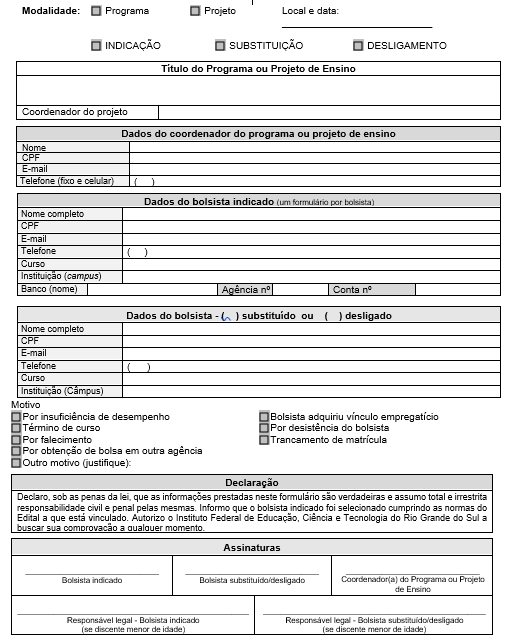 Modalidade: Programa Projeto Local e data:
INDICAÇÃO SUBSTITUIÇÃO DESLIGAMENTO
Título do Programa ou Projeto de Ensino
Coordenador do projeto
Dados do coordenador do programa ou projeto de ensino
Nome
CPF
E-mail
Telefone (fixo e celular) ( )
Dados do bolsista indicado (um formulário por bolsista)
Nome completo
CPF
E-mail
Telefone ( )
Curso
Instituição (campus)
Banco (nome) Agência nº Conta nº
Dados do bolsista - ( ) substituído ou ( ) desligado
Nome completo
CPF
E-mail
Telefone ( )
Curso
Instituição (Câmpus)
Motivo
Por insuficiência de desempenho Bolsista adquiriu vínculo empregatício
Término de curso Por desistência do bolsista
Por falecimento Trancamento de matrícula
Por obtenção de bolsa em outra agência
Outro motivo (justifique):
Declaração
Declaro, sob as penas da lei, que as informações prestadas neste formulário são verdadeiras e assumo total e irrestrita
responsabilidade civil e penal pelas mesmas. Informo que o bolsista indicado foi selecionado cumprindo as normas do
Edital a que está vinculado. Autorizo o Instituto Federal de Educação, Ciência e Tecnologia do Rio Grande do Sul a
buscar sua comprovação a qualquer momento.
Assinaturas
Bolsista indicado Bolsista substituído/desligado Coordenador(a) do Programa ou Projeto
de Ensino
Responsável legal - Bolsista indicado Responsável legal - Bolsista substituído/desligado
(se discente menor de idade) (se discente menor de idade)